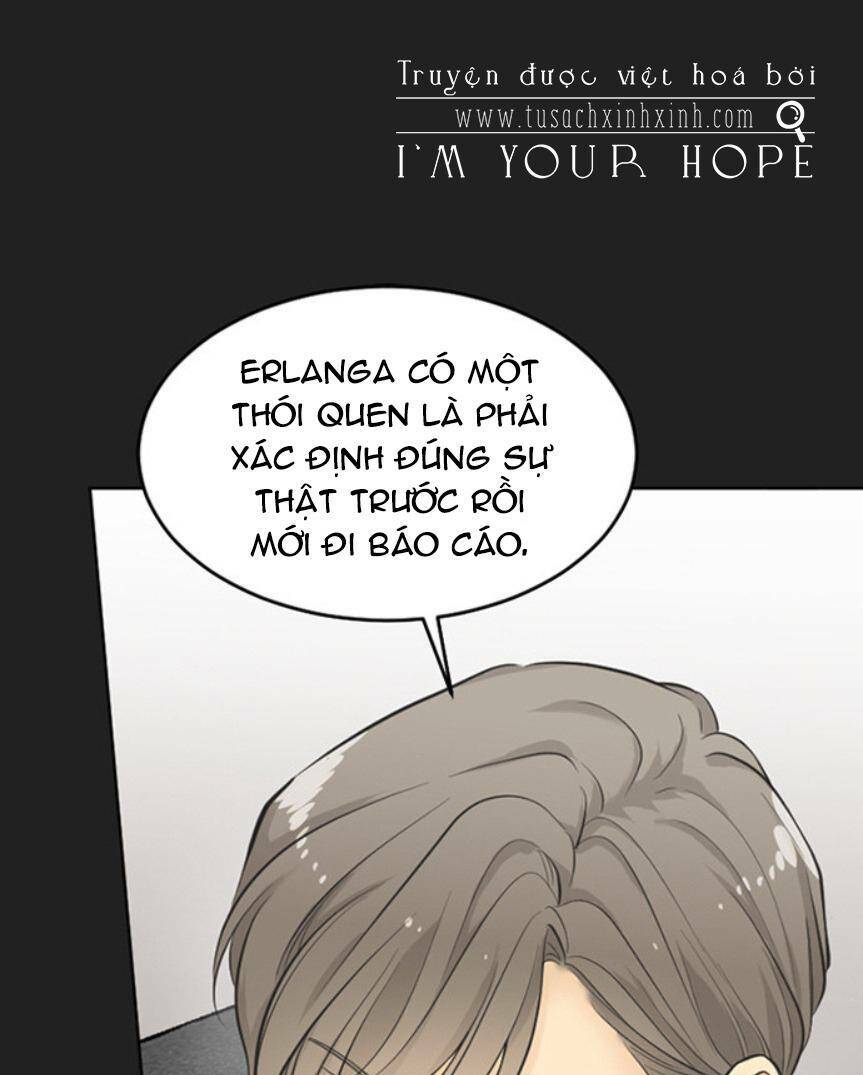 Truyện được việt hoá bởi
www.tusachxinhxinh.com
I'M YOUR HOPE
ERLANGA CÓ MỘT
THÓI QUEN LÀ PHẢI
XÁC ĐỊNH ĐÚNG SỰ
THẬT TRƯỚC RỒI
MỚI ĐI BÁO CÁO.